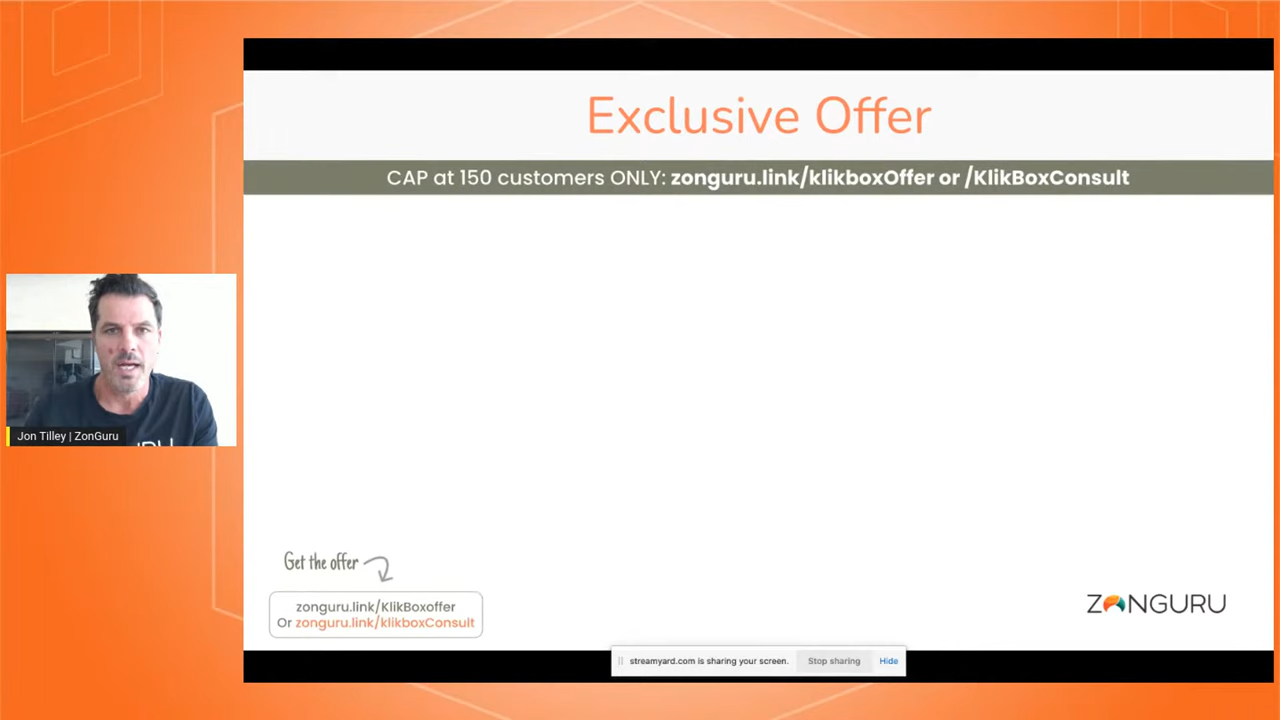 Exclusive Offer
CAP at 150 customers ONLY: zonguru.link/klikboxOffer or /KlikBoxConsult
Jon Tilley | ZonGuru
Get the offer
zonguru.link/KlikBoxoffer
Or zonguru.link/klikboxConsult
ZONGURU
streamyard.com is sharing your screen. Stop sharing Hide